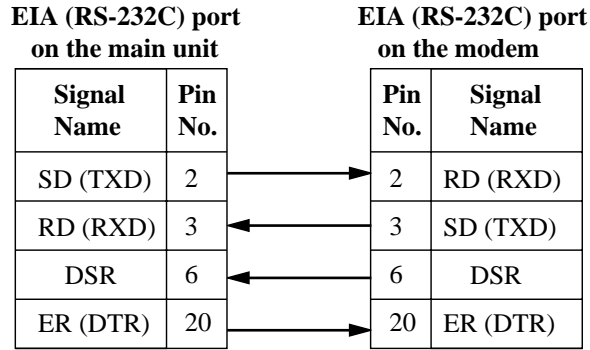 EIA (RS-232C) port on the main unit
EIA (RS-232C) port on the modem
Signal Name Pin No. Pin No. Signal Name
SD (TXD) 2 2 RD (RXD)
RD (RXD) 3 3 SD (TXD)
DSR 6 6 DSR
ER (DTR) 20 20 ER (DTR)